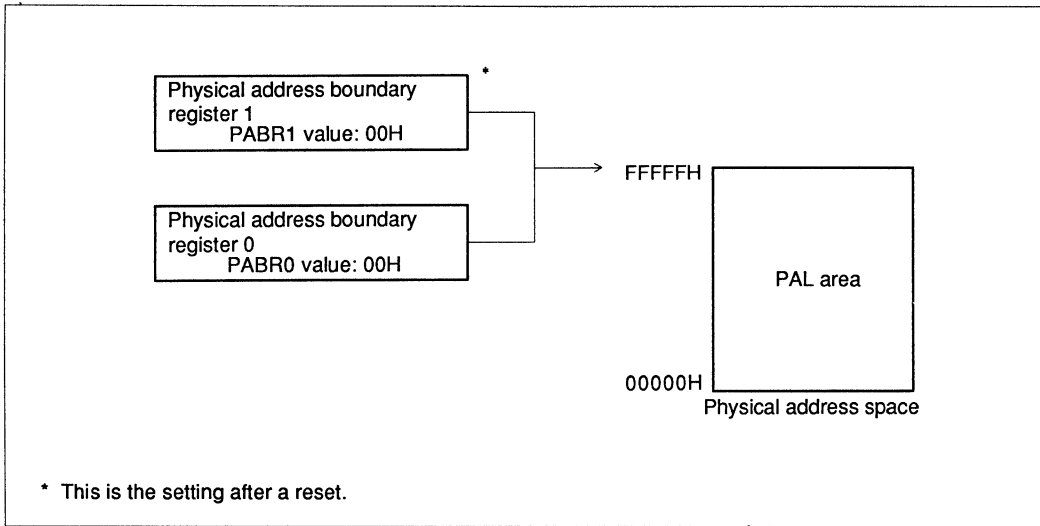 *
Physical address boundary
register 1
PABR1 value: 00H
Physical address boundary
register 0
PABR0 value: 00H
FFFFFH
PAL area
00000H
Physical address space
* This is the setting after a reset.